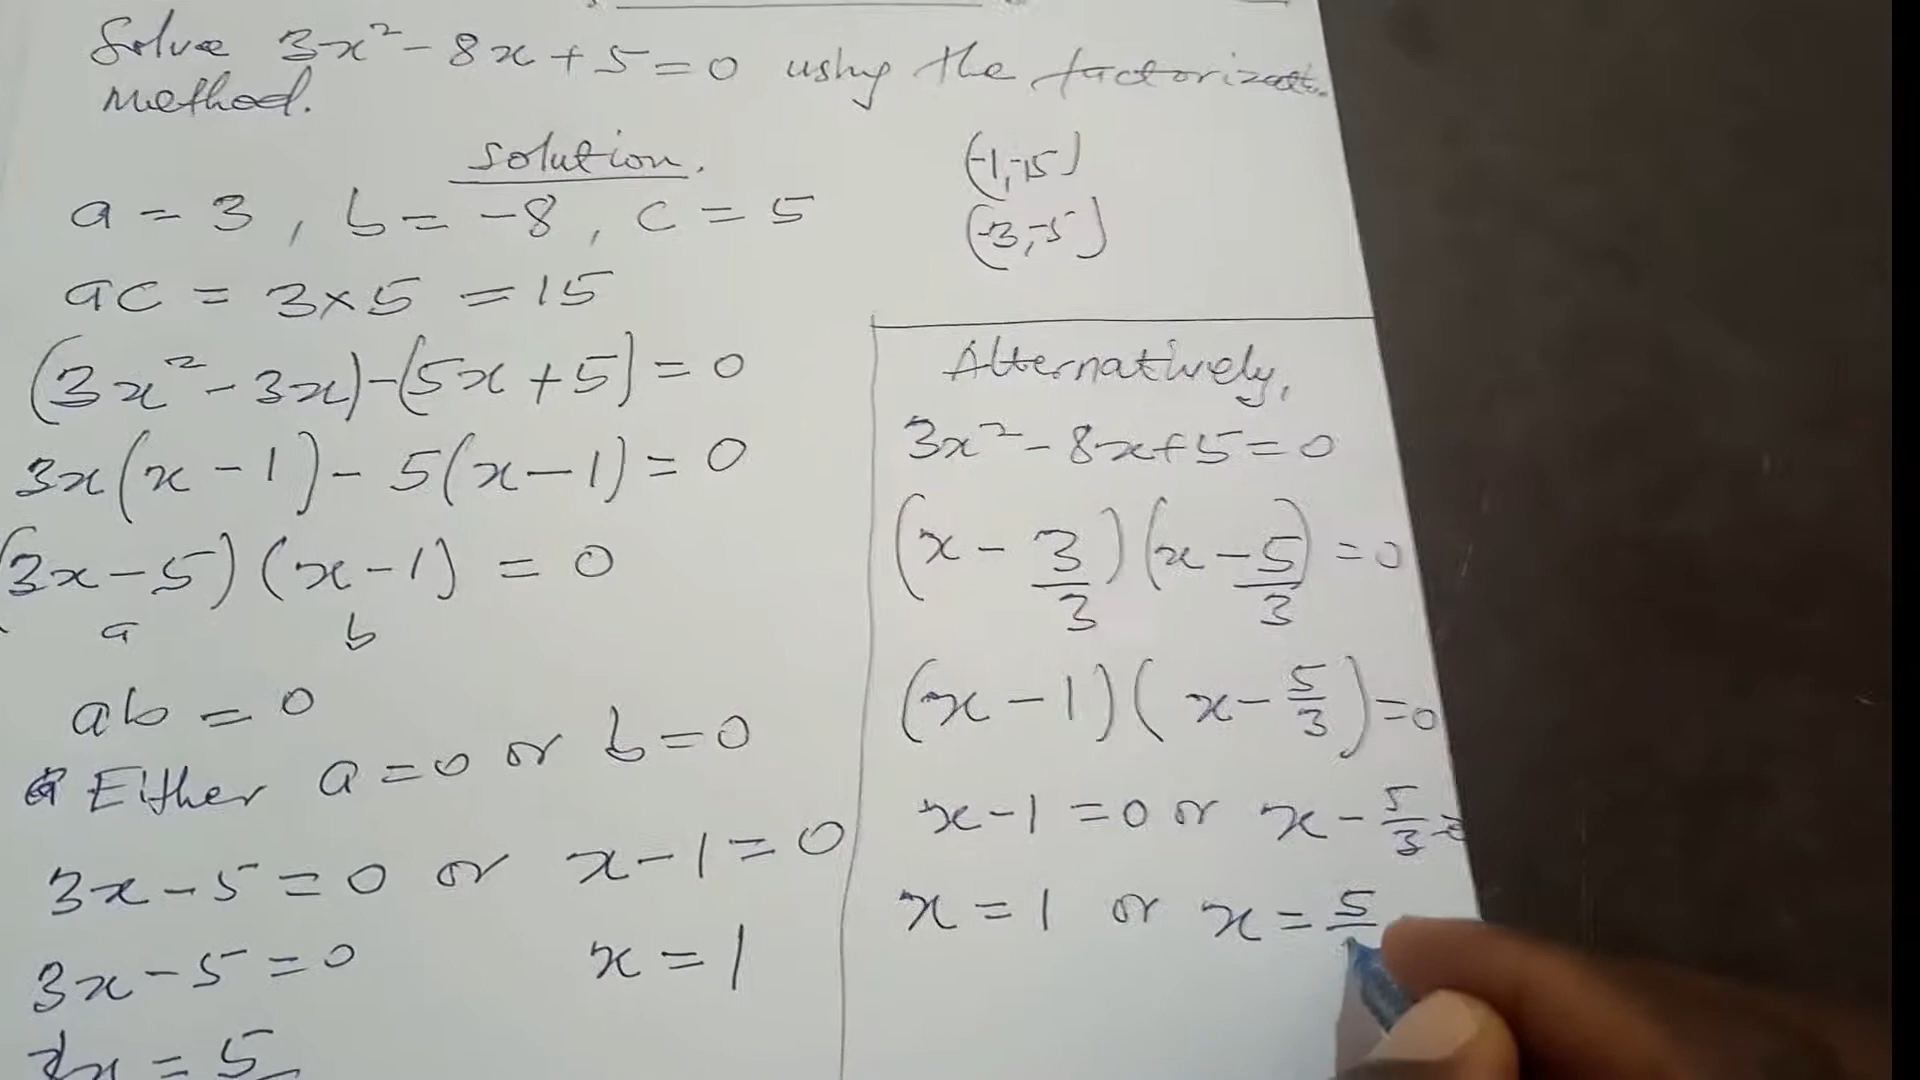 Solve 3x² - 8x + 5 = 0 using the
method.
solution.
a = 3, b = -8, c = 5
ac = 3×5 = 15
(3x² - 3x) - (5x + 5) = 0
3x(x - 1) - 5(x - 1) = 0
(3x - 5)(x - 1) = 0
a b
ab = 0
Either a = 0 or b = 0
3x - 5 = 0 or x - 1 = 0
3x - 5 = 0 x = 1
x = 5
(-1, -15)
(-3, -5)
Alternatively,
3x² - 8x + 5 = 0
(x - 3/3)(x - 5/3) = 0
(x - 1)(x - 5/3) = 0
x - 1 = 0 or x - 5/3 =
x = 1 or x = 5